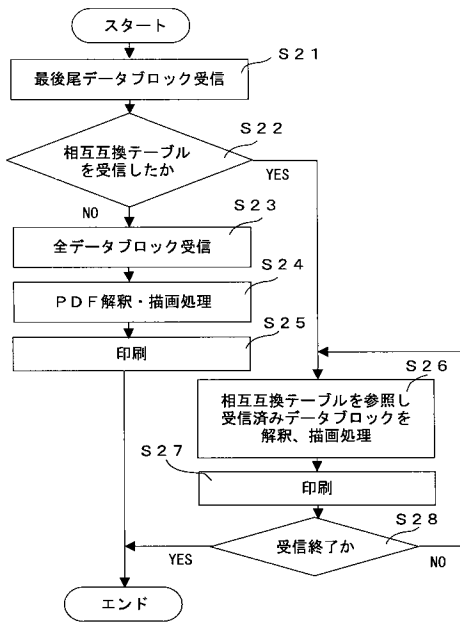 スタート
S21
最後尾データブロック受信
S22
相互互換テーブル
を受信したか
YES
NO
S23
全データブロック受信
S24
PDF解釈・描画処理
S25
印刷
S26
相互互換テーブルを参照し
受信済みデータブロックを
解釈、描画処理
S27
印刷
S28
受信終了か
YES
NO
エンド